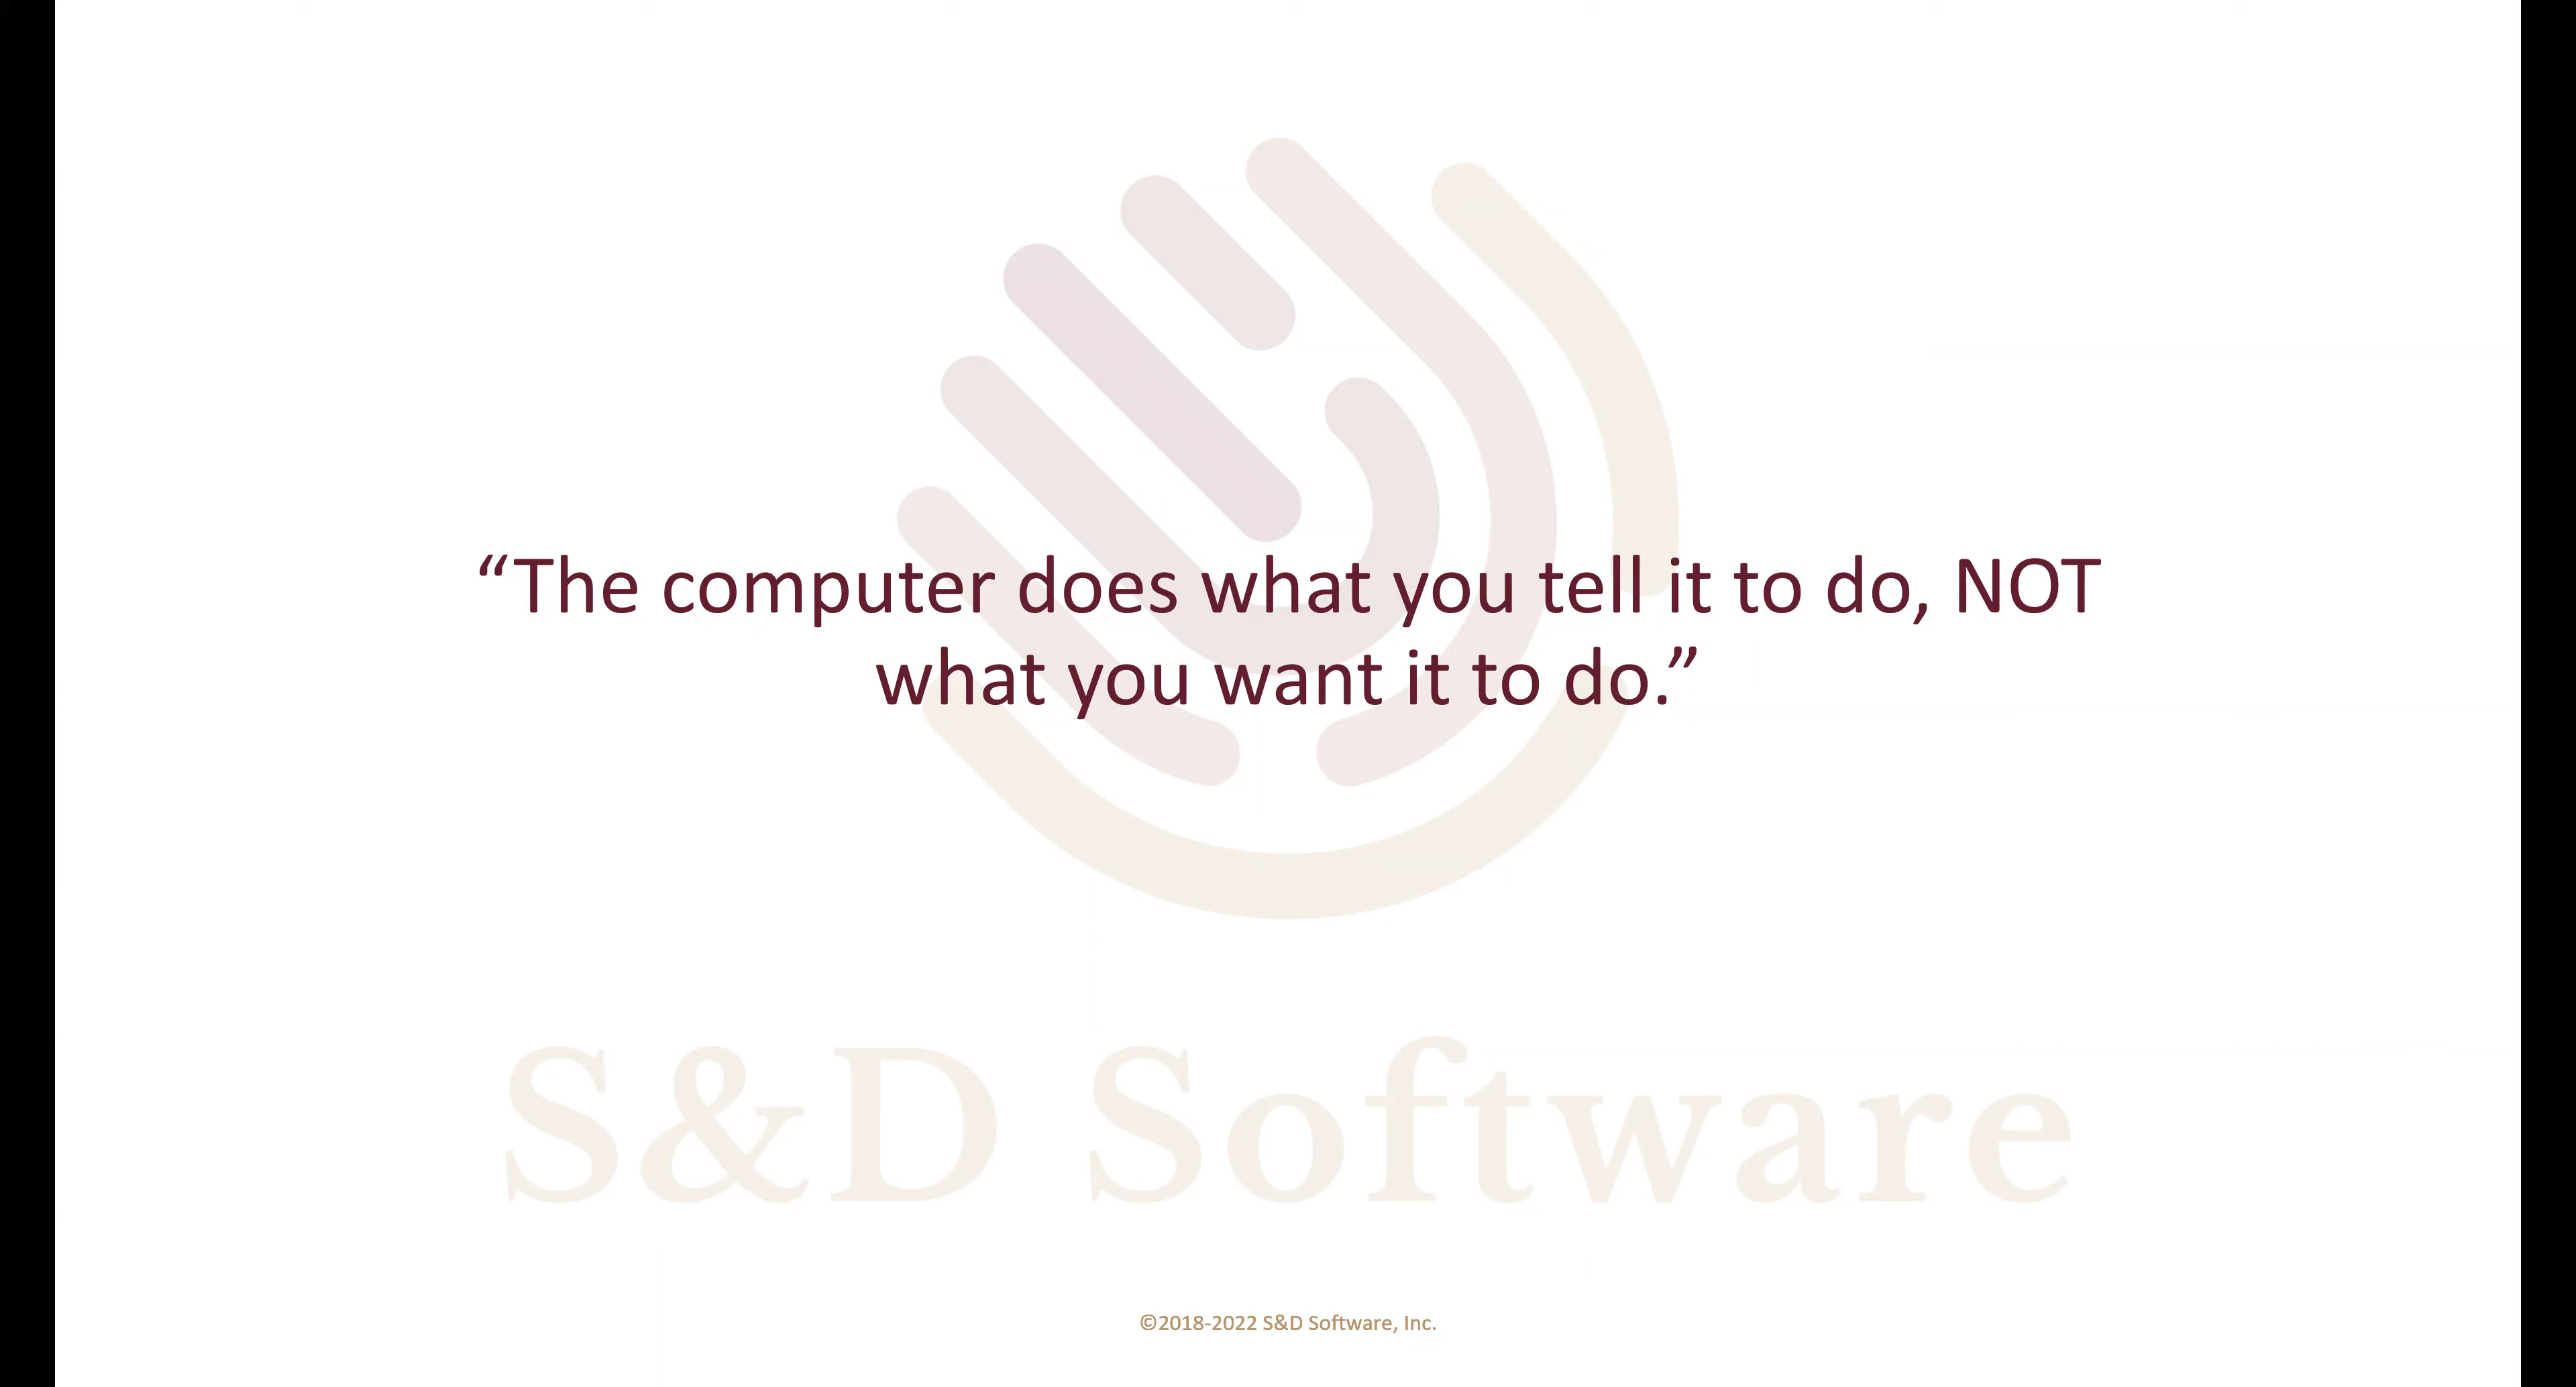 “The computer does what you tell it to do, NOT
what you want it to do.”
S&D Software
©2018-2022 S&D Software, Inc.